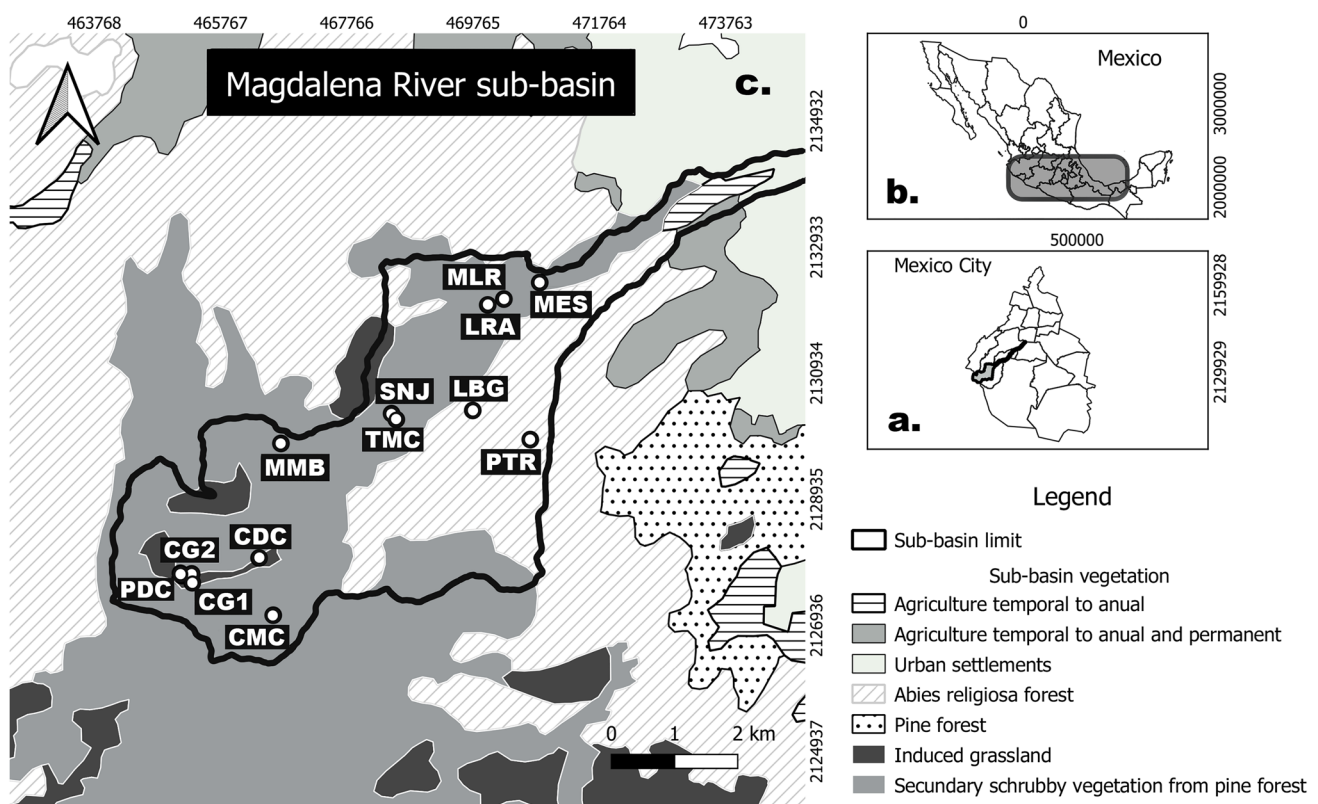 463768 465767 467766 469765 471764 473763
Magdalena River sub-basin
c.
2134932
2132933
2130934
2128935
2126936
2124937
MLR
MES
LRA
SNJ
LBG
TMC
PTR
MMB
CDC
CG2
PDC
CG1
CMC
0 1 2 km
0
Mexico
b.
3000000
2000000
500000
Mexico City
a.
2159928
2129929
Legend
Sub-basin limit
Sub-basin vegetation
Agriculture temporal to anual
Agriculture temporal to anual and permanent
Urban settlements
Abies religiosa forest
Pine forest
Induced grassland
Secundary schrubby vegetation from pine forest